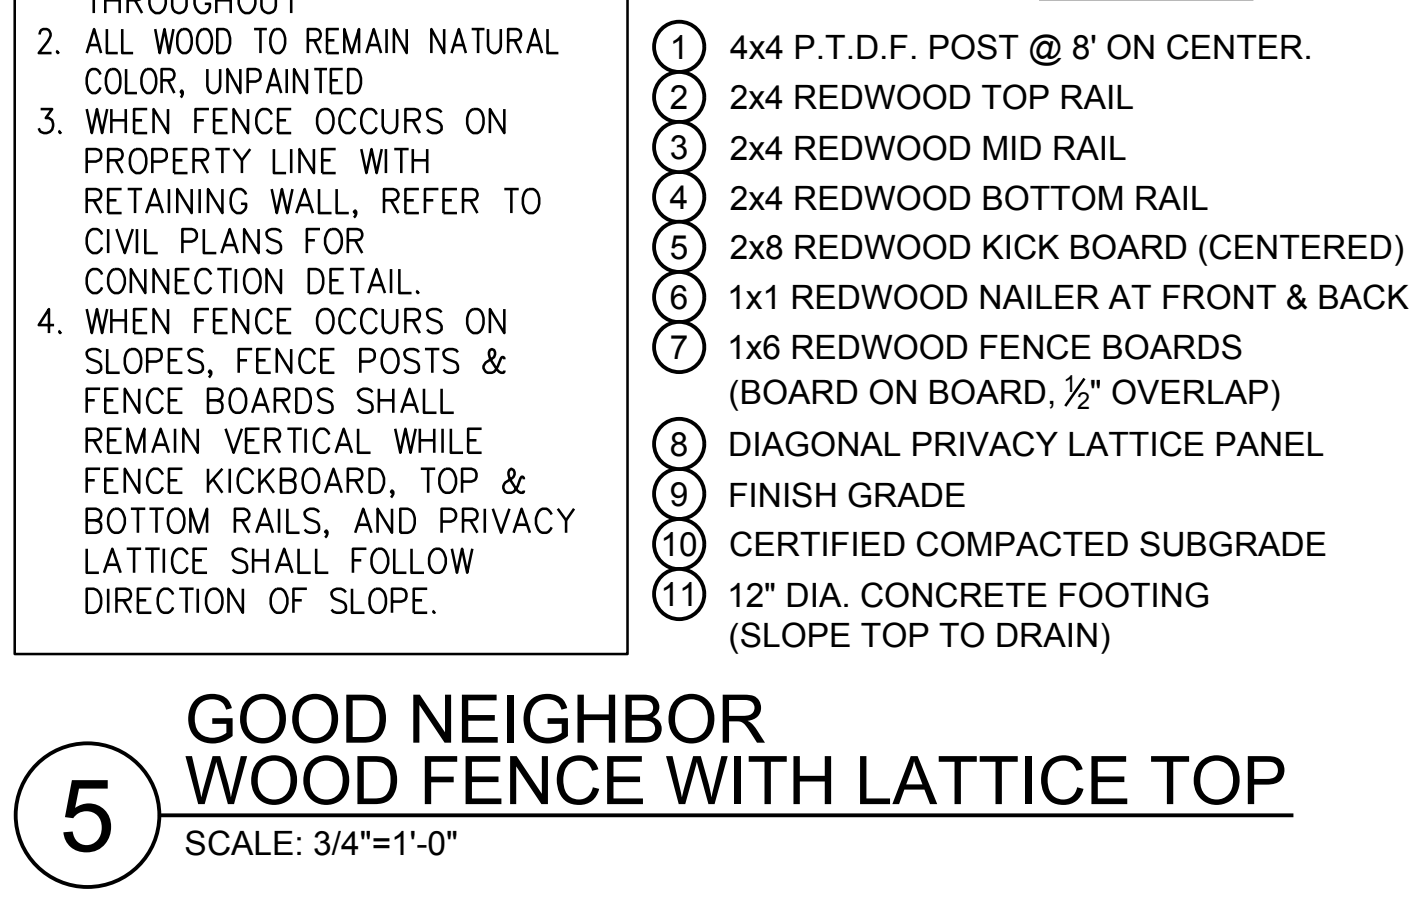 THROUGHOUT
2. ALL WOOD TO REMAIN NATURAL
COLOR, UNPAINTED
3. WHEN FENCE OCCURS ON
PROPERTY LINE WITH
RETAINING WALL, REFER TO
CIVIL PLANS FOR
CONNECTION DETAIL.
4. WHEN FENCE OCCURS ON
SLOPES, FENCE POSTS &
FENCE BOARDS SHALL
REMAIN VERTICAL WHILE
FENCE KICKBOARD, TOP &
BOTTOM RAILS, AND PRIVACY
LATTICE SHALL FOLLOW
DIRECTION OF SLOPE.
1 4x4 P.T.D.F. POST @ 8' ON CENTER.
2 2x4 REDWOOD TOP RAIL
3 2x4 REDWOOD MID RAIL
4 2x4 REDWOOD BOTTOM RAIL
5 2x8 REDWOOD KICK BOARD (CENTERED)
6 1x1 REDWOOD NAILER AT FRONT & BACK
7 1x6 REDWOOD FENCE BOARDS
(BOARD ON BOARD, ½" OVERLAP)
8 DIAGONAL PRIVACY LATTICE PANEL
9 FINISH GRADE
10 CERTIFIED COMPACTED SUBGRADE
11 12" DIA. CONCRETE FOOTING
(SLOPE TOP TO DRAIN)
GOOD NEIGHBOR
5 WOOD FENCE WITH LATTICE TOP
SCALE: 3/4"=1'-0"